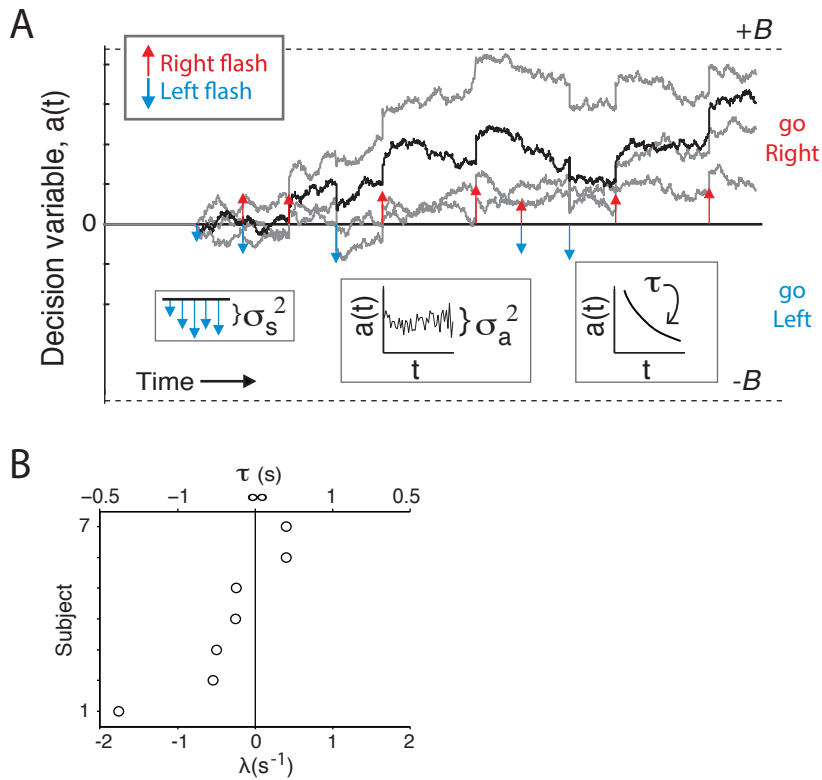 A
+B
Right flash
Left flash
Decision variable, a(t)
go
Right
0
σs2
a(t)
t
σa2
a(t)
τ
t
go
Left
Time
-B
B
τ (s)
−0.5 −1 ∞ 1 0.5
7
Subject
1
-2 -1 0 1 2
λ(s-1)